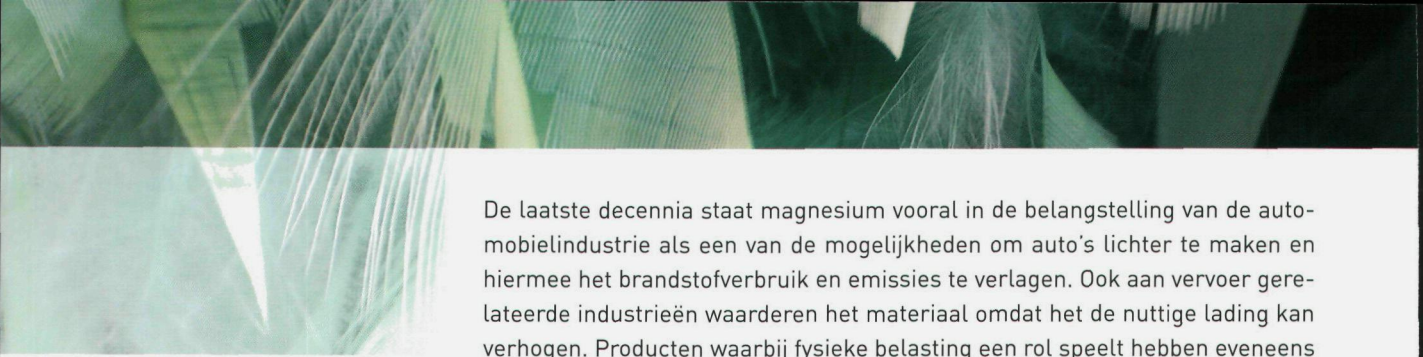 De laatste decennia staat magnesium vooral in de belangstelling van de auto-
mobielindustrie als een van de mogelijkheden om auto's lichter te maken en
hiermee het brandstofverbruik en emissies te verlagen. Ook aan vervoer gere-
lateerde industrieën waarderen het materiaal omdat het de nuttige lading kan
verhogen. Producten waarbij fysieke belasting een rol speelt hebben eveneens